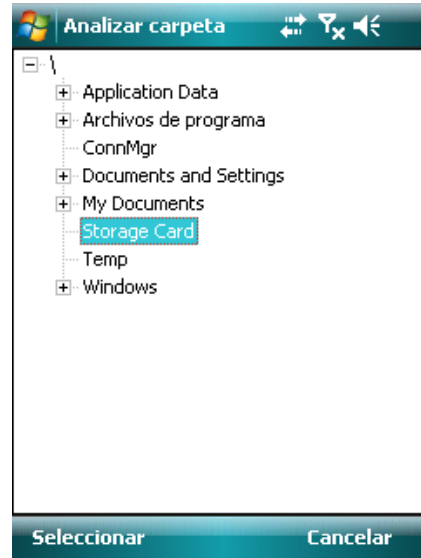 Analizar carpeta
\
Application Data
Archivos de programa
ConnMgr
Documents and Settings
My Documents
Storage Card
Temp
Windows
Seleccionar Cancelar